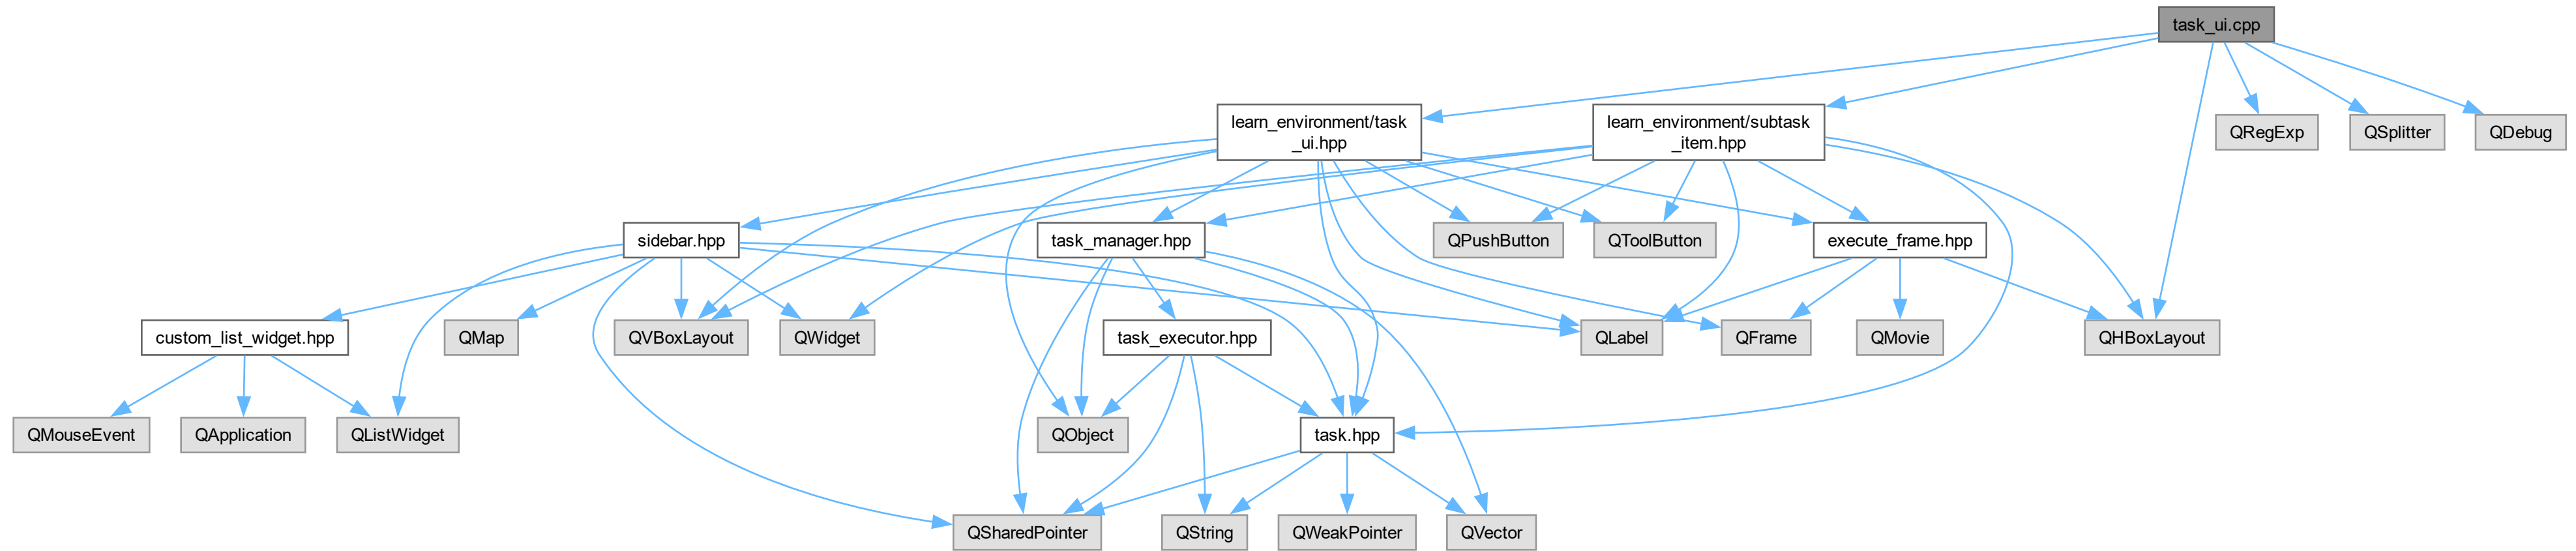 task_ui.cpp
learn_environment/task
_ui.hpp
learn_environment/subtask
_item.hpp
QRegExp
QSplitter
QDebug
sidebar.hpp
task_manager.hpp
QPushButton
QToolButton
execute_frame.hpp
custom_list_widget.hpp
QMap
QVBoxLayout
QWidget
task_executor.hpp
QLabel
QFrame
QMovie
QHBoxLayout
QMouseEvent
QApplication
QListWidget
QObject
task.hpp
QSharedPointer
QString
QWeakPointer
QVector